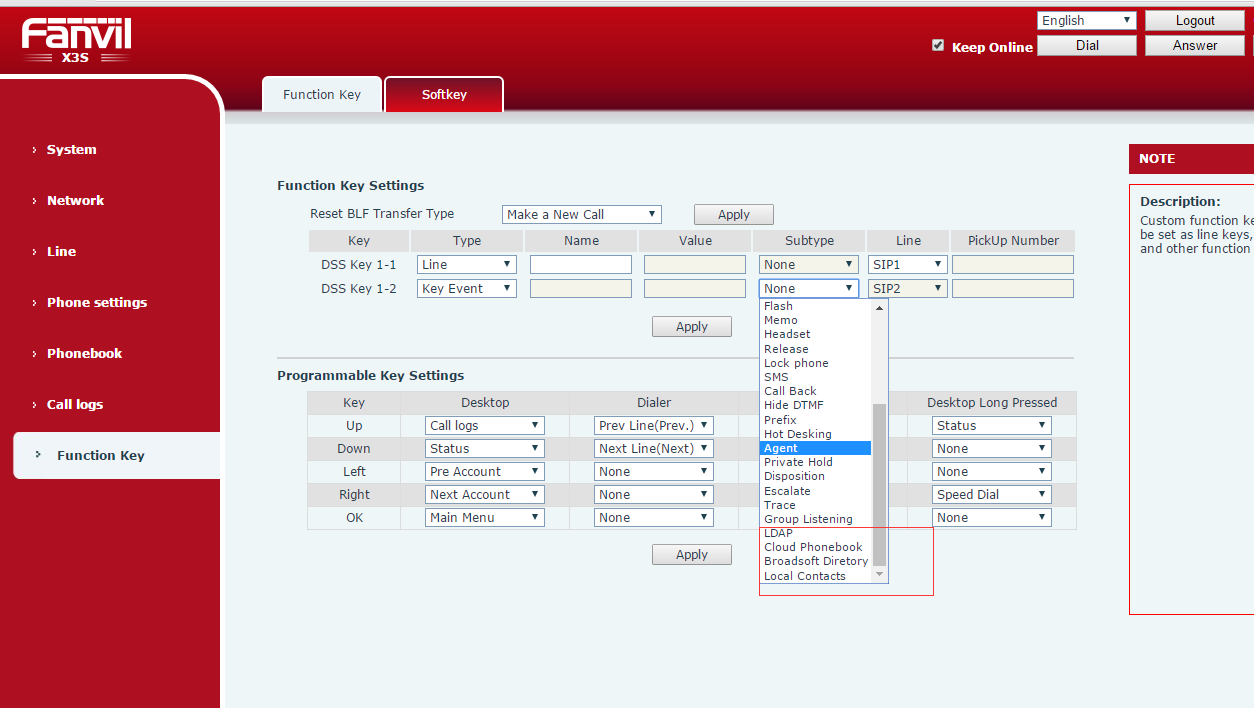 Fanvil
X3S
English
Logout
Keep Online
Dial
Answer
Function Key
Softkey
› System
› Network
› Line
› Phone settings
› Phonebook
› Call logs
› Function Key
Function Key Settings
Reset BLF Transfer Type Make a New Call Apply
Key Type Name Value Subtype Line PickUp Number
DSS Key 1-1 Line None SIP1
DSS Key 1-2 Key Event None SIP2
Apply
Flash
Memo
Headset
Release
Lock phone
SMS
Call Back
Hide DTMF
Prefix
Hot Desking
Agent
Private Hold
Disposition
Escalate
Trace
Group Listening
LDAP
Cloud Phonebook
Broadsoft Diretory
Local Contacts
Programmable Key Settings
Key Desktop Dialer Desktop Long Pressed
Up Call logs Prev Line(Prev.) Status
Down Status Next Line(Next) None
Left Pre Account None None
Right Next Account None Speed Dial
OK Main Menu None None
Apply
NOTE
Description:
Custom function ke
be set as line keys,
and other function